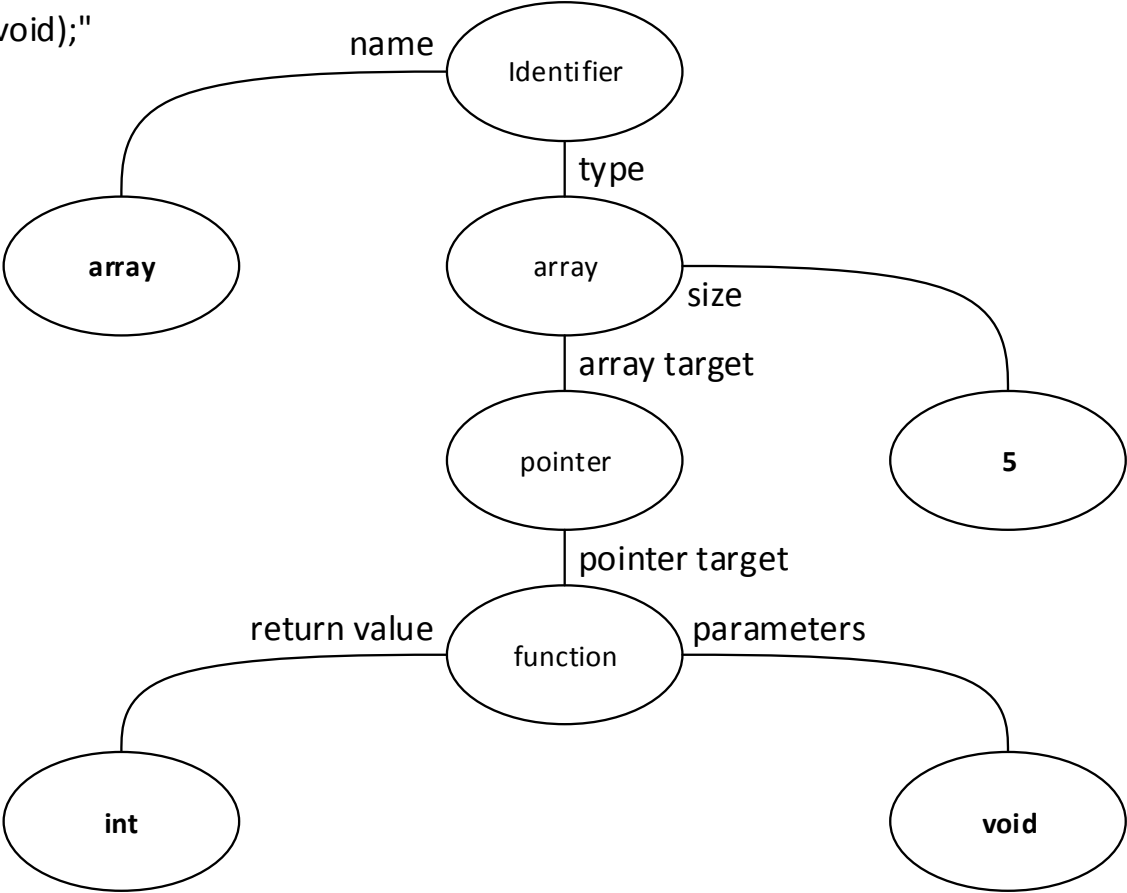 void);"
name
Identifier
type
array
array
size
array target
pointer
5
pointer target
return value
parameters
function
int
void